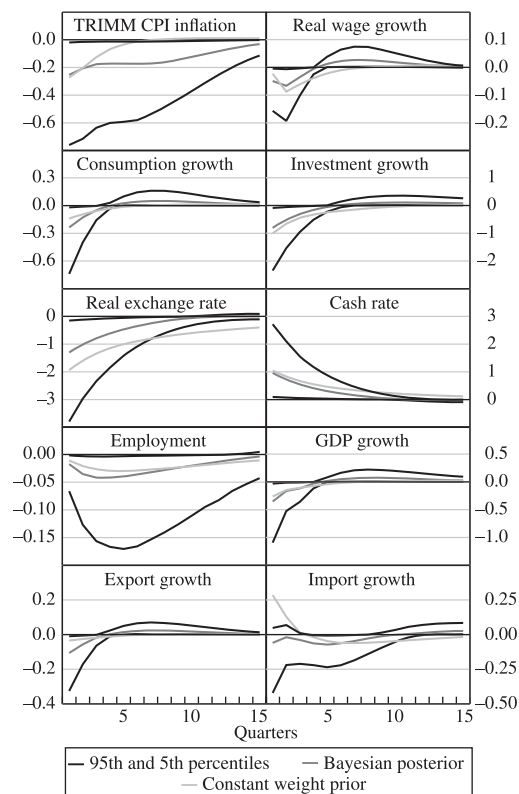 TRIMM CPI inflation
Real wage growth
0.0
–0.2
–0.4
–0.6
0.1
0.0
–0.1
–0.2
Consumption growth
Investment growth
0.3
0.0
–0.3
–0.6
1
0
–1
–2
Real exchange rate
Cash rate
0
–1
–2
–3
3
2
1
0
Employment
GDP growth
0.00
–0.05
–0.10
–0.15
0.5
0.0
–0.5
–1.0
Export growth
Import growth
0.2
0.0
–0.2
–0.4
0.25
0.00
–0.25
–0.50
5 10 15 5 10 15
Quarters
95th and 5th percentiles Bayesian posterior
Constant weight prior